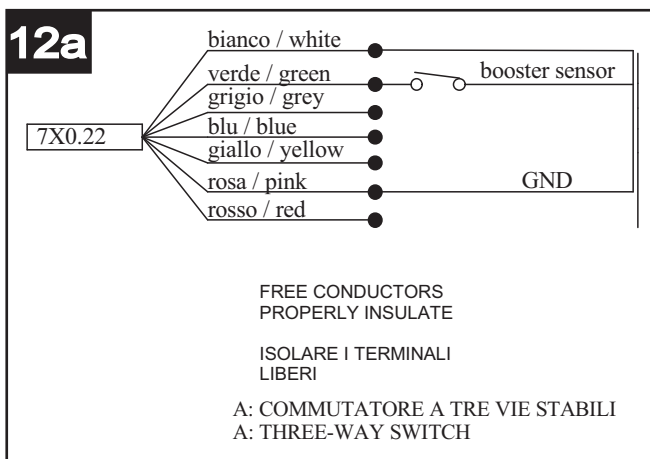 12a
bianco / white
verde / green
booster sensor
grigio / grey
7X0.22
blu / blue
giallo / yellow
rosa / pink
GND
rosso / red
FREE CONDUCTORS
PROPERLY INSULATE
ISOLARE I TERMINALI
LIBERI
A: COMMUTATORE A TRE VIE STABILI
A: THREE-WAY SWITCH